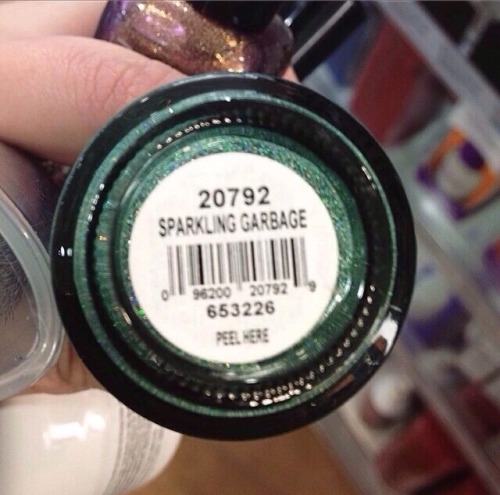 20792
SPARKLING GARBAGE
0 96200 20792 9
653226
PEEL HERE